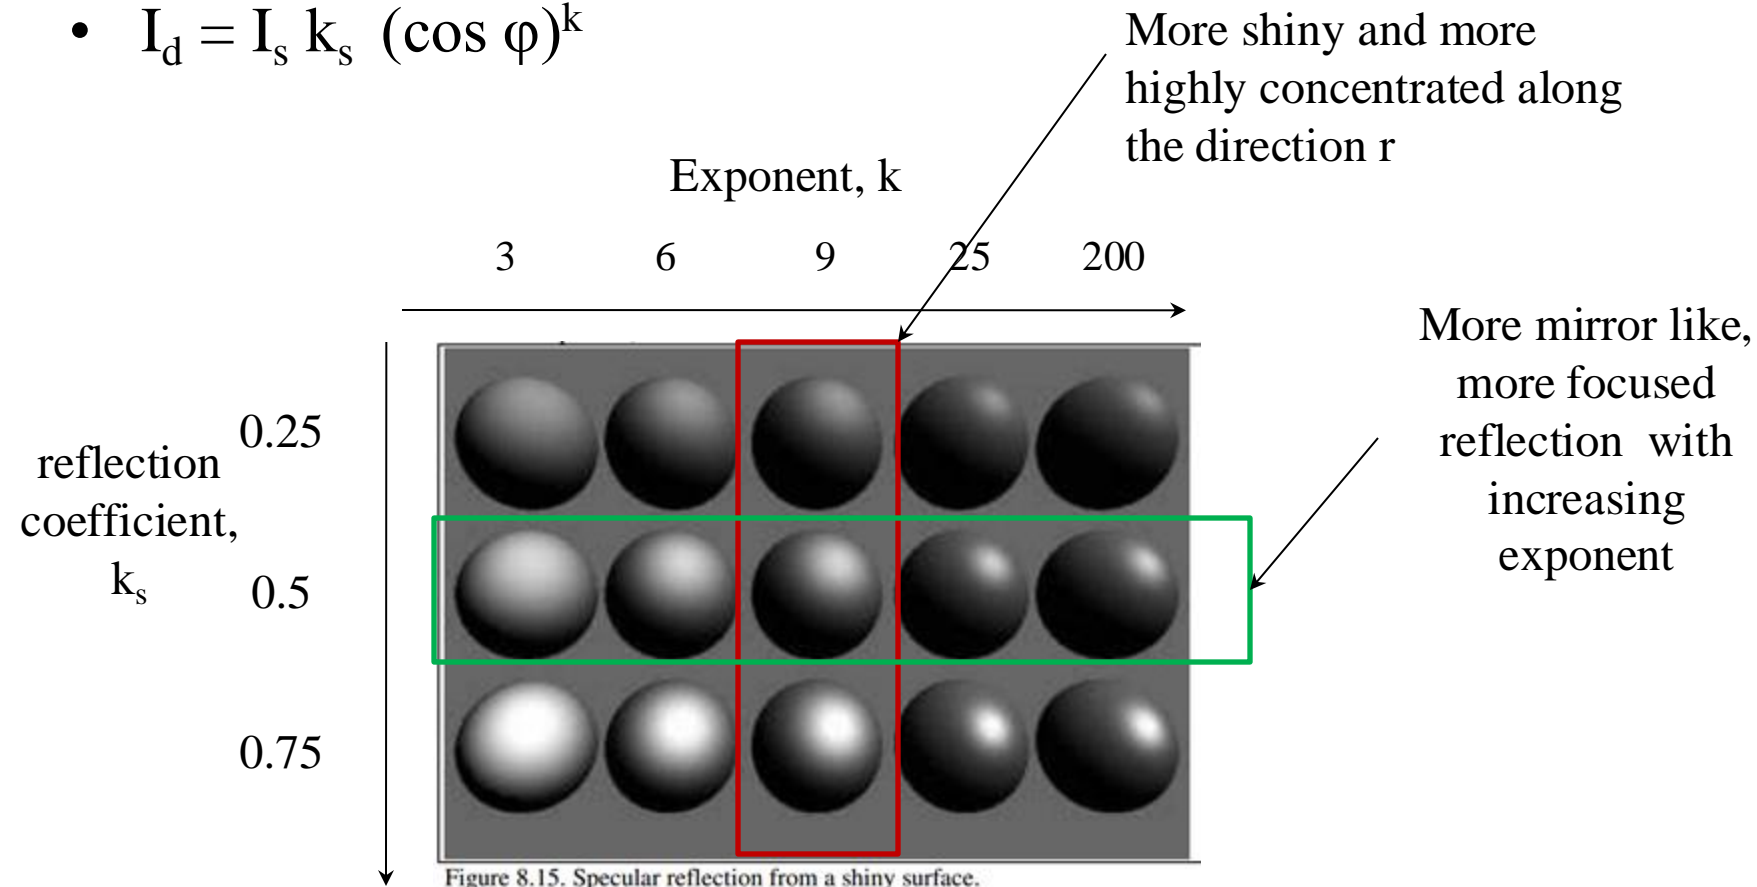 • I_d = I_s k_s (cos φ)^k
More shiny and more
highly concentrated along
the direction r
Exponent, k
3 6 9 25 200
More mirror like,
more focused
reflection with
increasing
exponent
reflection
coefficient,
k_s
0.25
0.5
0.75
Figure 8.15. Specular reflection from a shiny surface.